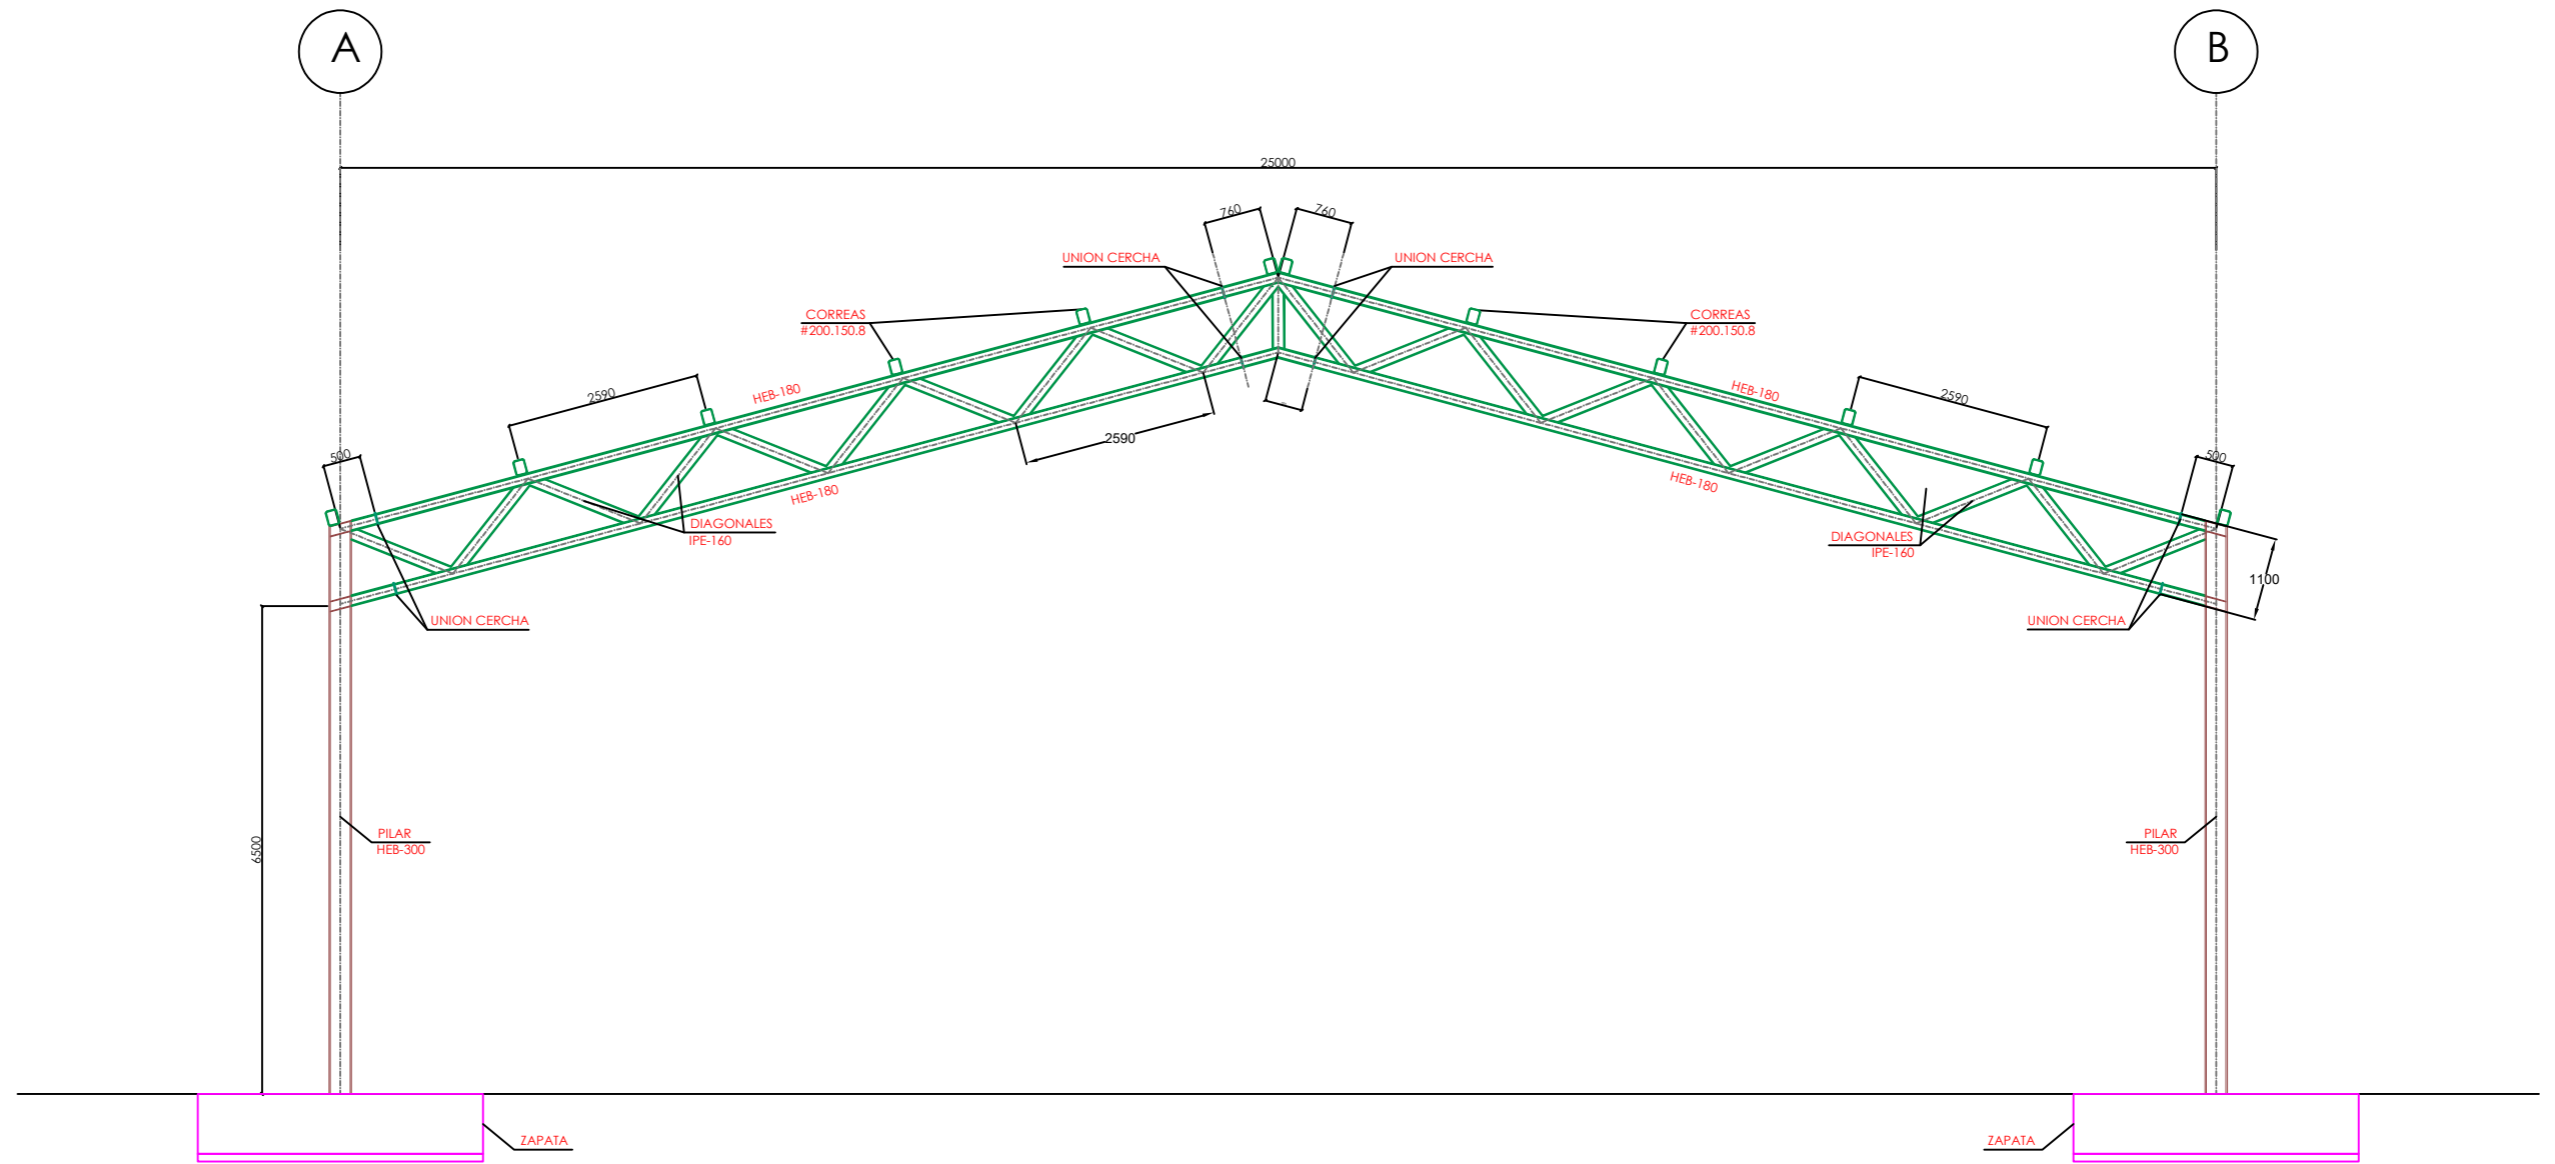 A
B
25000
760
760
UNION CERCHA
UNION CERCHA
CORREAS
#200.150.8
CORREAS
#200.150.8
2590
HEB-180
HEB-180
2590
2590
500
500
HEB-180
HEB-180
DIAGONALES
IPE-160
DIAGONALES
IPE-160
1100
UNION CERCHA
UNION CERCHA
6500
PILAR
HEB-300
PILAR
HEB-300
ZAPATA
ZAPATA